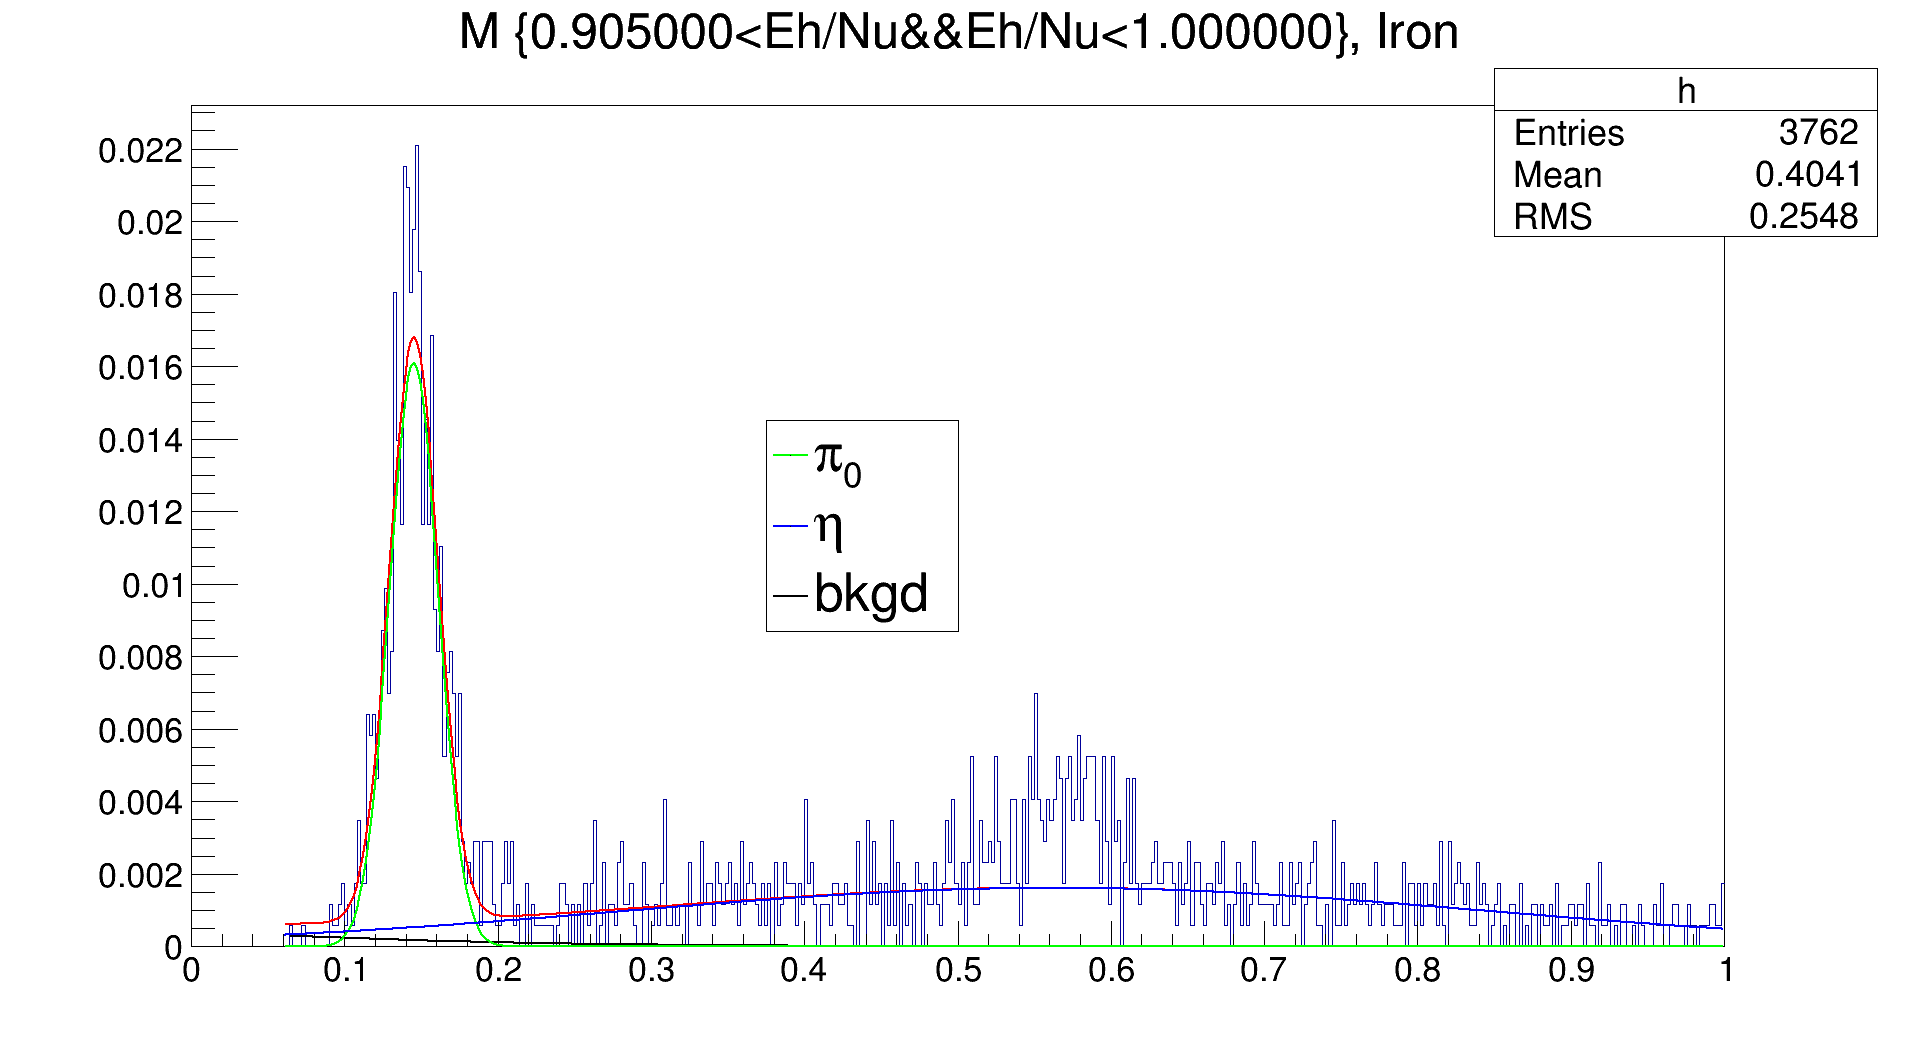 M {0.905000<Eh/Nu&&Eh/Nu<1.000000}, Iron
h
Entries 3762
Mean 0.4041
RMS 0.2548
0.022
0.02
0.018
0.016
0.014
0.012
0.01
0.008
0.006
0.004
0.002
0
π0
η
bkgd
0 0.1 0.2 0.3 0.4 0.5 0.6 0.7 0.8 0.9 1